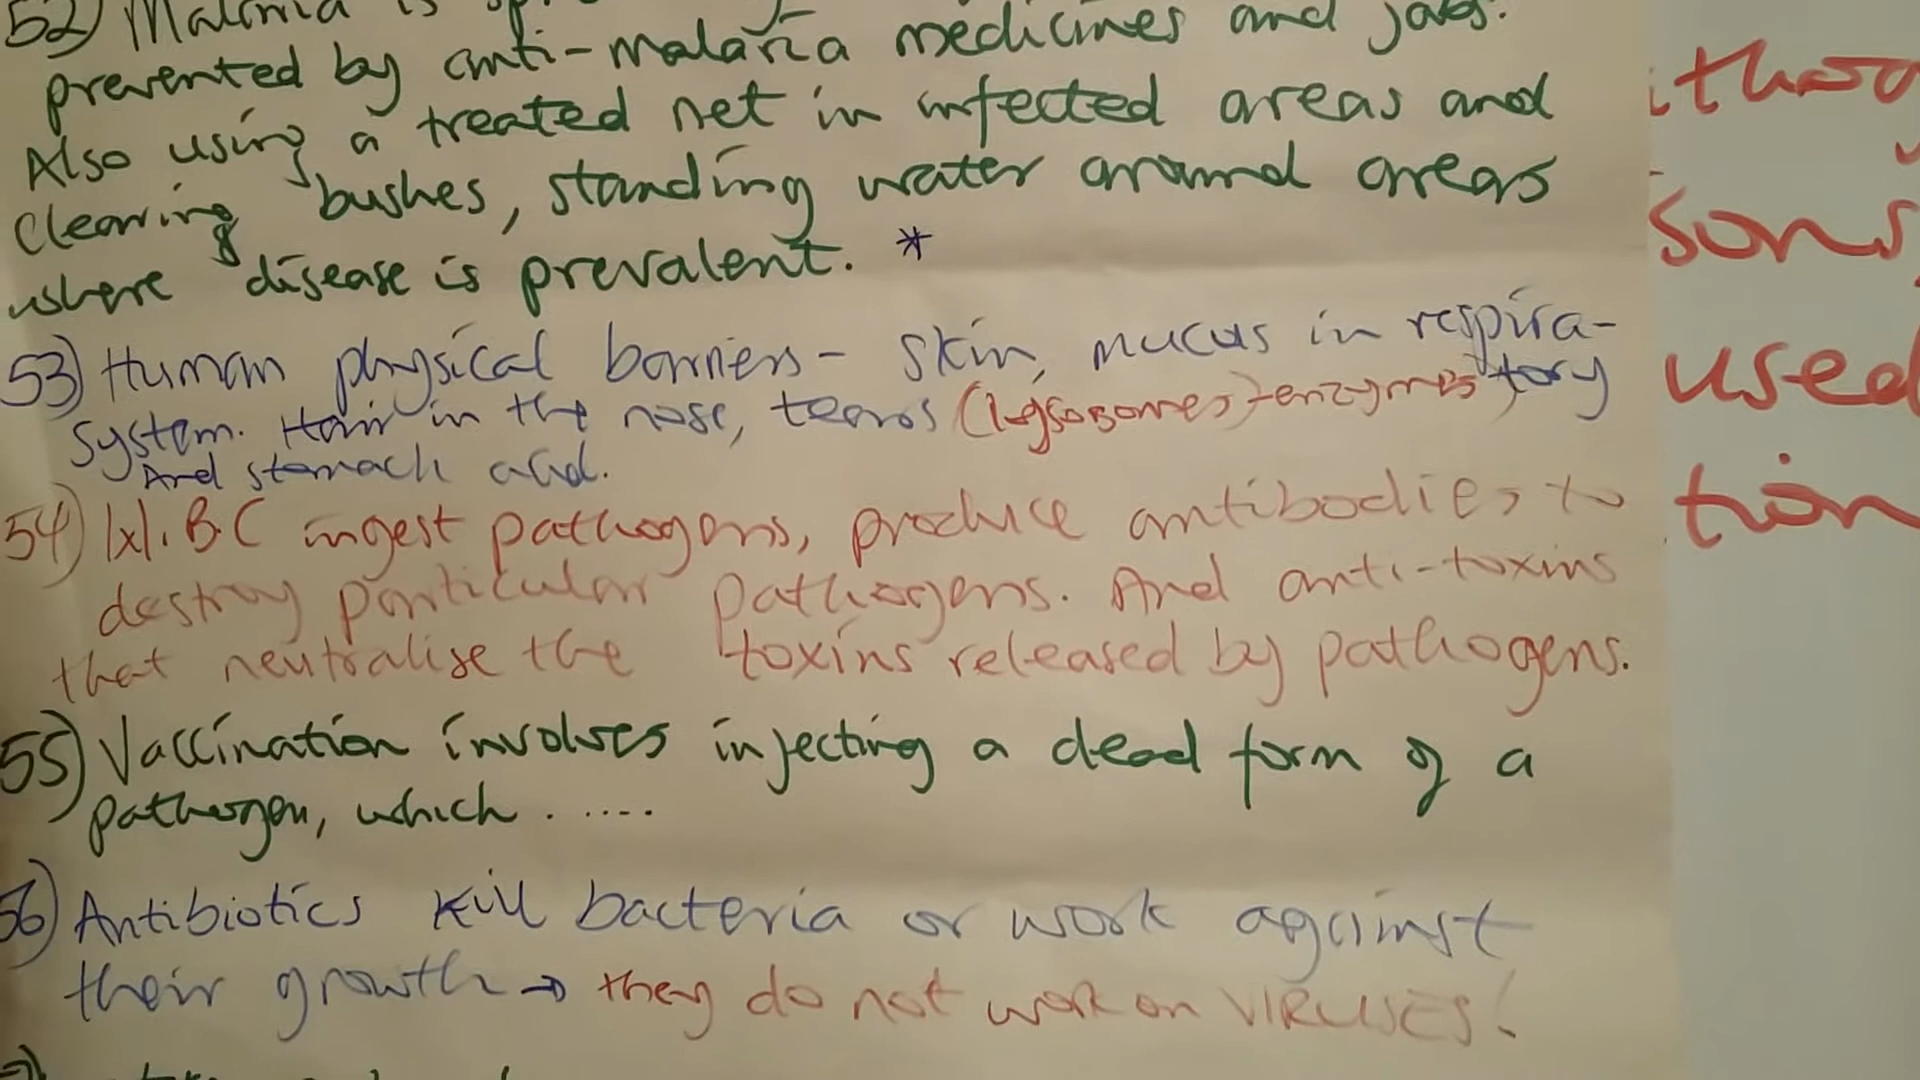 52) Malaria is
prevented by anti-malaria medicines and jabs.
Also using a treated net in infected areas and
clearing bushes, standing water around areas
where disease is prevalent. *
53) Human physical barriers - skin, mucus in respira-
tory
system. Hair in the nose, tears (lysosomes)-enzymes
And stomach acid.
54) W.B.C ingest pathogens, produce antibodies to
destroy particular pathogens. And anti-toxins
that neutralise the toxins released by pathogens.
55) Vaccination involves injecting a dead form of a
pathogen, which .....
56) Antibiotics kill bacteria or work against
their growth → they do not work on VIRUSES!
sons
used
tion